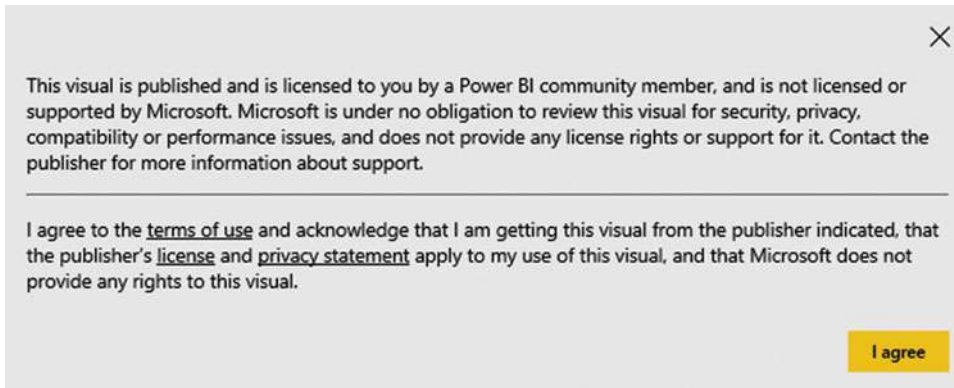 This visual is published and is licensed to you by a Power BI community member, and is not licensed or
supported by Microsoft. Microsoft is under no obligation to review this visual for security, privacy,
compatibility or performance issues, and does not provide any license rights or support for it. Contact the
publisher for more information about support.
I agree to the terms of use and acknowledge that I am getting this visual from the publisher indicated, that
the publisher's license and privacy statement apply to my use of this visual, and that Microsoft does not
provide any rights to this visual.
I agree